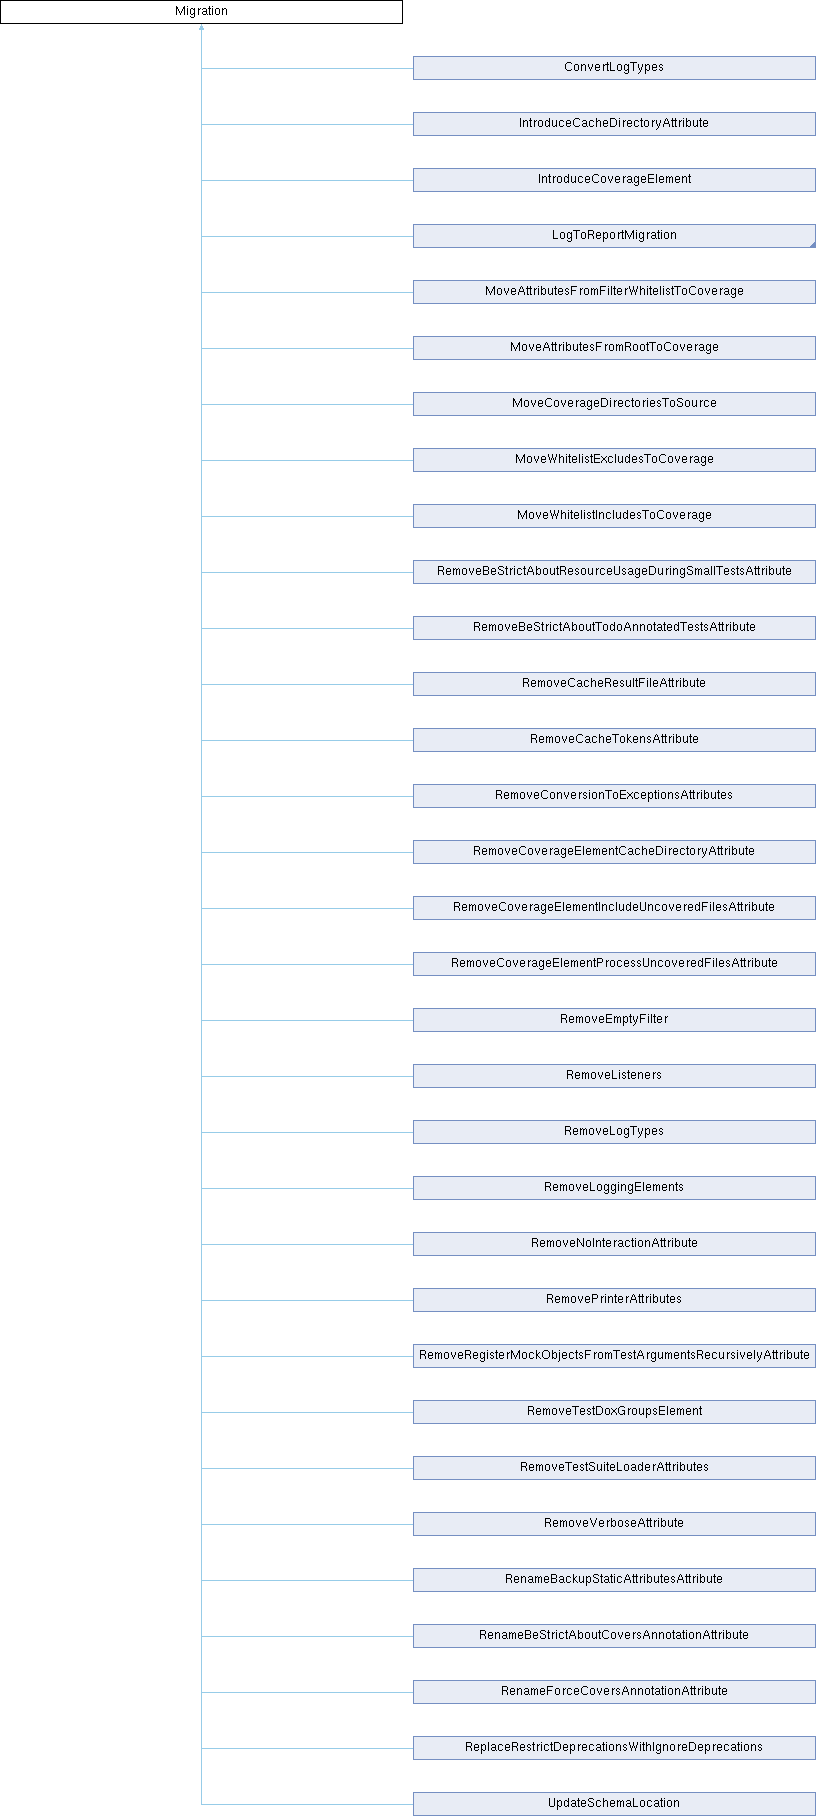 Migration
ConvertLogTypes
IntroduceCacheDirectoryAttribute
IntroduceCoverageElement
LogToReportMigration
MoveAttributesFromFilterWhitelistToCoverage
MoveAttributesFromRootToCoverage
MoveCoverageDirectoriesToSource
MoveWhitelistExcludesToCoverage
MoveWhitelistIncludesToCoverage
RemoveBeStrictAboutResourceUsageDuringSmallTestsAttribute
RemoveBeStrictAboutTodoAnnotatedTestsAttribute
RemoveCacheResultFileAttribute
RemoveCacheTokensAttribute
RemoveConversionToExceptionsAttributes
RemoveCoverageElementCacheDirectoryAttribute
RemoveCoverageElementIncludeUncoveredFilesAttribute
RemoveCoverageElementProcessUncoveredFilesAttribute
RemoveEmptyFilter
RemoveListeners
RemoveLogTypes
RemoveLoggingElements
RemoveNoInteractionAttribute
RemovePrinterAttributes
RemoveRegisterMockObjectsFromTestArgumentsRecursivelyAttribute
RemoveTestDoxGroupsElement
RemoveTestSuiteLoaderAttributes
RemoveVerboseAttribute
RenameBackupStaticAttributesAttribute
RenameBeStrictAboutCoversAnnotationAttribute
RenameForceCoversAnnotationAttribute
ReplaceRestrictDeprecationsWithIgnoreDeprecations
UpdateSchemaLocation